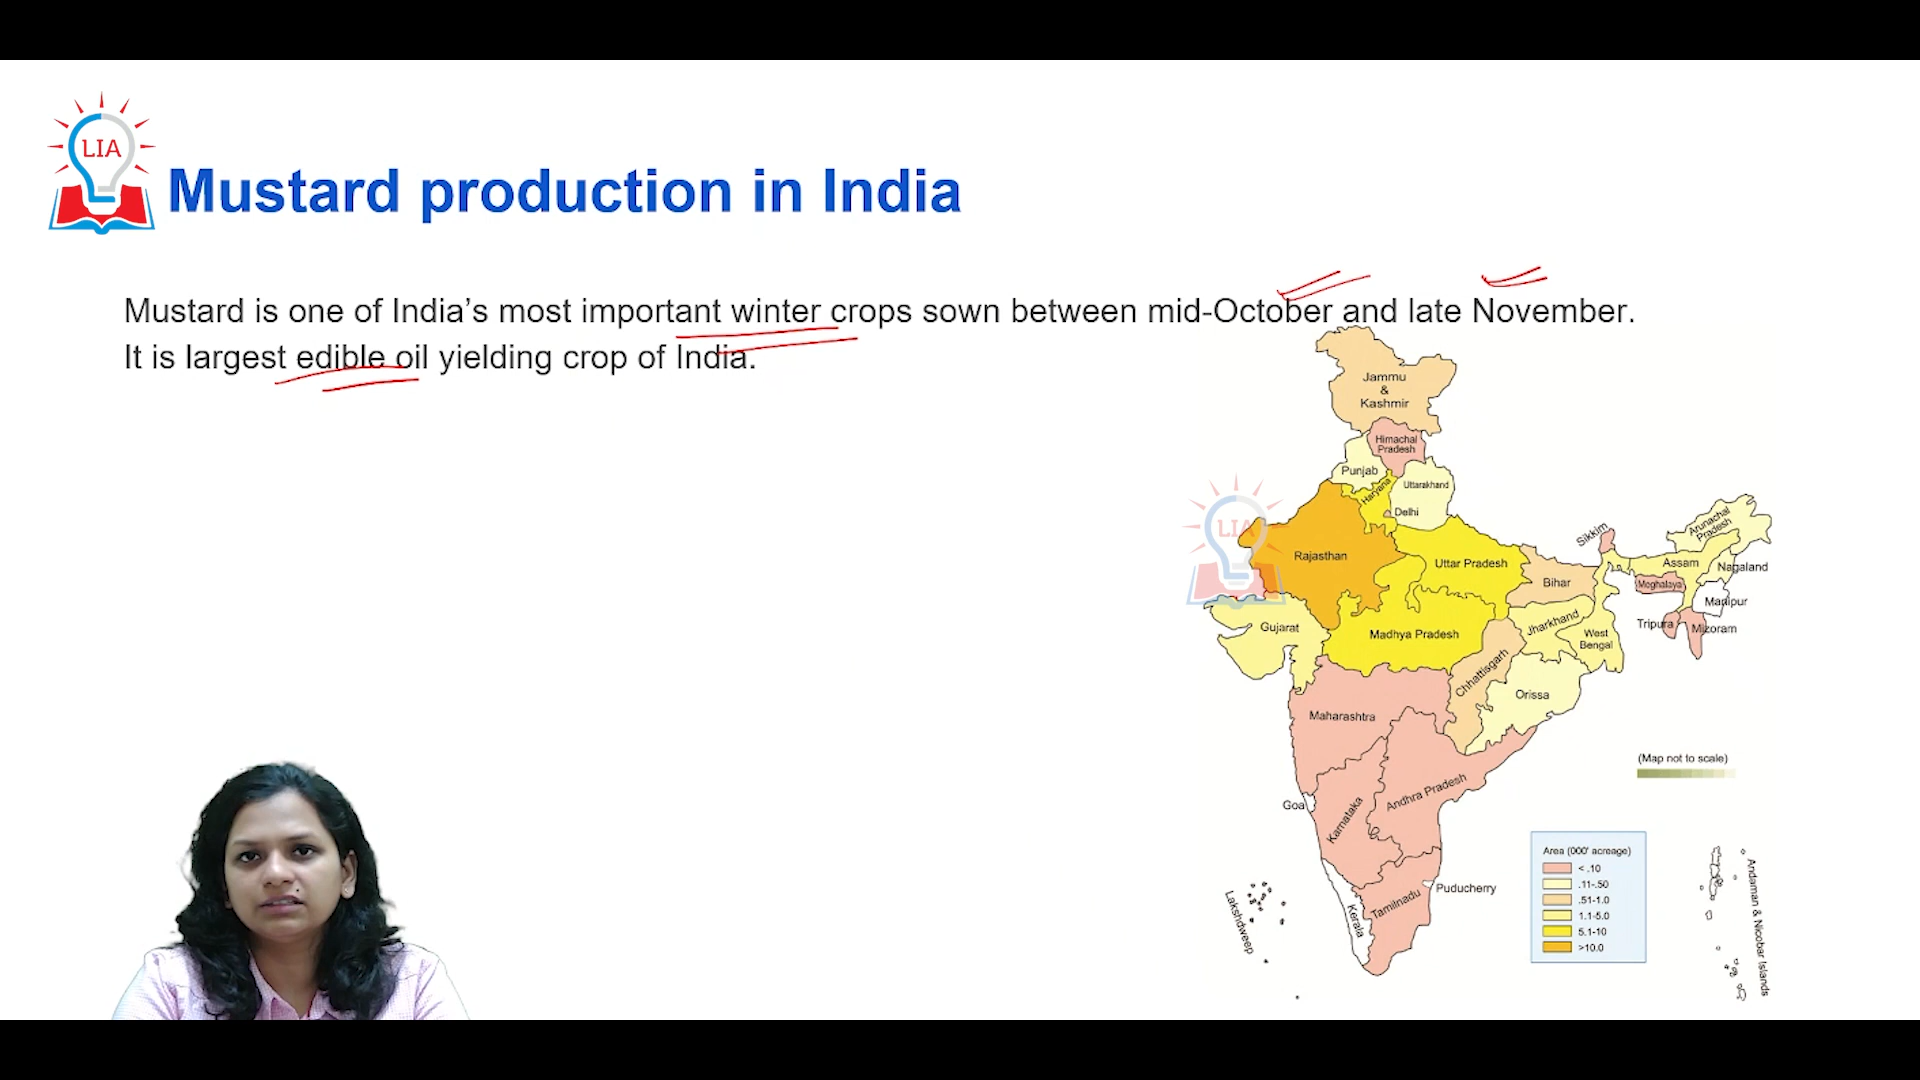 LIA
Mustard production in India
Mustard is one of India's most important winter crops sown between mid-October and late November.
It is largest edible oil yielding crop of India.
Jammu
&
Kashmir
Himachal
Pradesh
Punjab
Haryana
Uttarakhand
Delhi
LIA
Rajasthan
Uttar Pradesh
Bihar
Sikkim
Arunachal
Pradesh
Assam
Nagaland
Meghalaya
Manipur
Tripura
Mizoram
Gujarat
Madhya Pradesh
Jharkhand
West
Bengal
Chhattisgarh
Orissa
Maharashtra
(Map not to scale)
Goa
Karnataka
Andhra Pradesh
Puducherry
Tamilnadu
Kerala
Lakshdweep
Andaman & Nicobar Islands
Area (000' acreage)
< .10
.11-.50
.51-1.0
1.1-5.0
5.1-10
>10.0